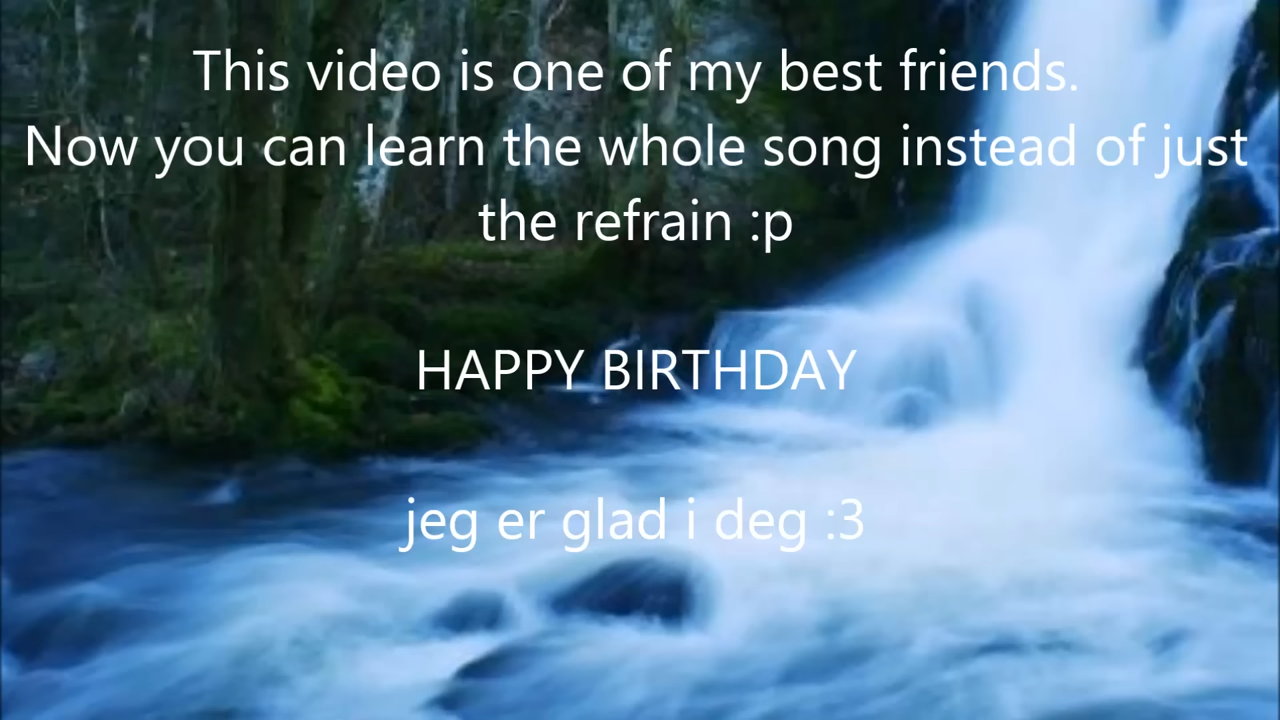 This video is one of my best friends.
Now you can learn the whole song instead of just
the refrain :p
HAPPY BIRTHDAY
jeg er glad i deg :3